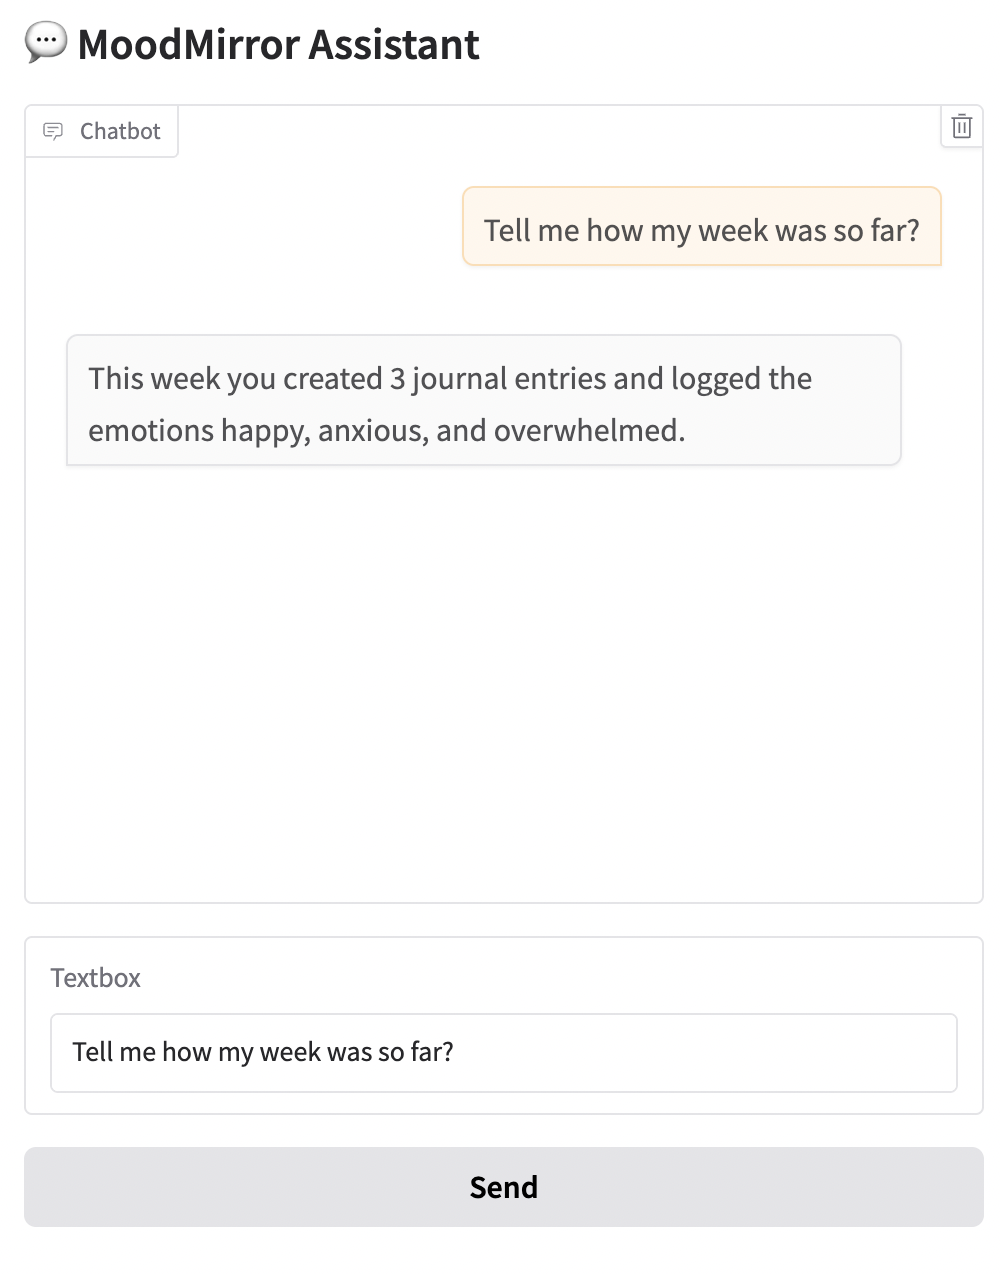 💬 MoodMirror Assistant
Chatbot
Tell me how my week was so far?
This week you created 3 journal entries and logged the
emotions happy, anxious, and overwhelmed.
Textbox
Tell me how my week was so far?
Send